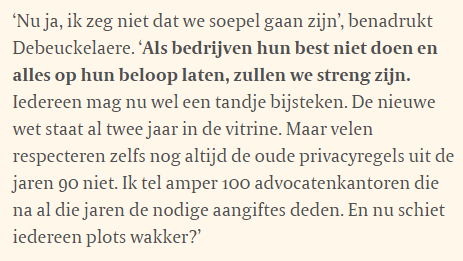 ‘Nu ja, ik zeg niet dat we soepel gaan zijn’, benadrukt
Debeuckelaere. ‘Als bedrijven hun best niet doen en
alles op hun beloop laten, zullen we streng zijn.
Iedereen mag nu wel een tandje bijsteken. De nieuwe
wet staat al twee jaar in de vitrine. Maar velen
respecteren zelfs nog altijd de oude privacyregels uit de
jaren 90 niet. Ik tel amper 100 advocatenkantoren die
na al die jaren de nodige aangiftes deden. En nu schiet
iedereen plots wakker?’